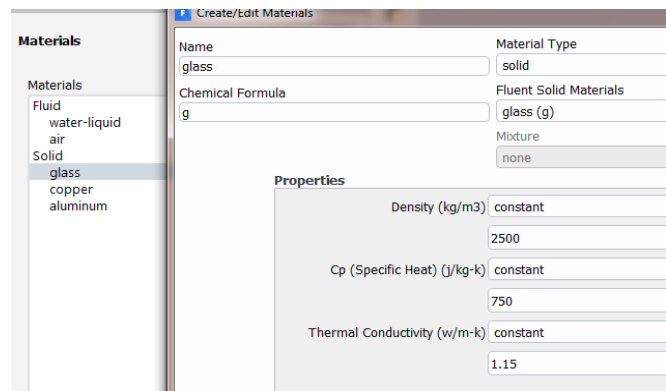 Create/Edit Materials
Materials
Name
Material Type
glass
solid
Materials
Chemical Formula
Fluent Solid Materials
Fluid
g
glass (g)
water-liquid
air
Mixture
Solid
none
glass
copper
Properties
aluminum
Density (kg/m3)
constant
2500
Cp (Specific Heat) (j/kg-k)
constant
750
Thermal Conductivity (w/m-k)
constant
1.15